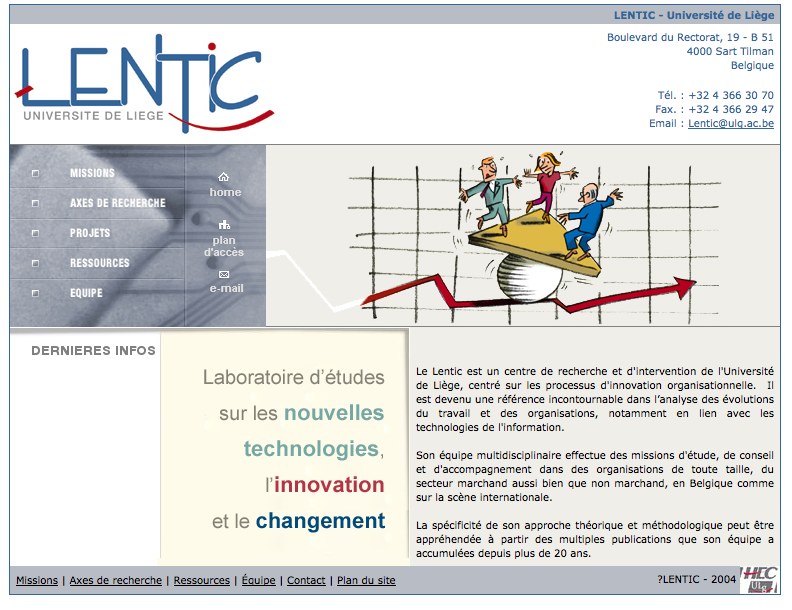 LENTIC - Université de Liège
LENTIC
UNIVERSITE DE LIEGE
Boulevard du Rectorat, 19 - B 51
4000 Sart Tilman
Belgique
Tél. : +32 4 366 30 70
Fax. : +32 4 366 29 47
Email : Lentic@ulg.ac.be
MISSIONS
AXES DE RECHERCHE
PROJETS
RESSOURCES
EQUIPE
home
plan
d'accès
e-mail
DERNIERES INFOS
Laboratoire d'études
sur les nouvelles
technologies,
l'innovation
et le changement
Le Lentic est un centre de recherche et d'intervention de l'Université
de Liège, centré sur les processus d'innovation organisationnelle. Il
est devenu une référence incontournable dans l'analyse des évolutions
du travail et des organisations, notamment en lien avec les
technologies de l'information.
Son équipe multidisciplinaire effectue des missions d'étude, de conseil
et d'accompagnement dans des organisations de toute taille, du
secteur marchand aussi bien que non marchand, en Belgique comme
sur la scène internationale.
La spécificité de son approche théorique et méthodologique peut être
appréhendée à partir des multiples publications que son équipe a
accumulées depuis plus de 20 ans.
Missions | Axes de recherche | Ressources | Équipe | Contact | Plan du site
?LENTIC - 2004
HEC
ULg